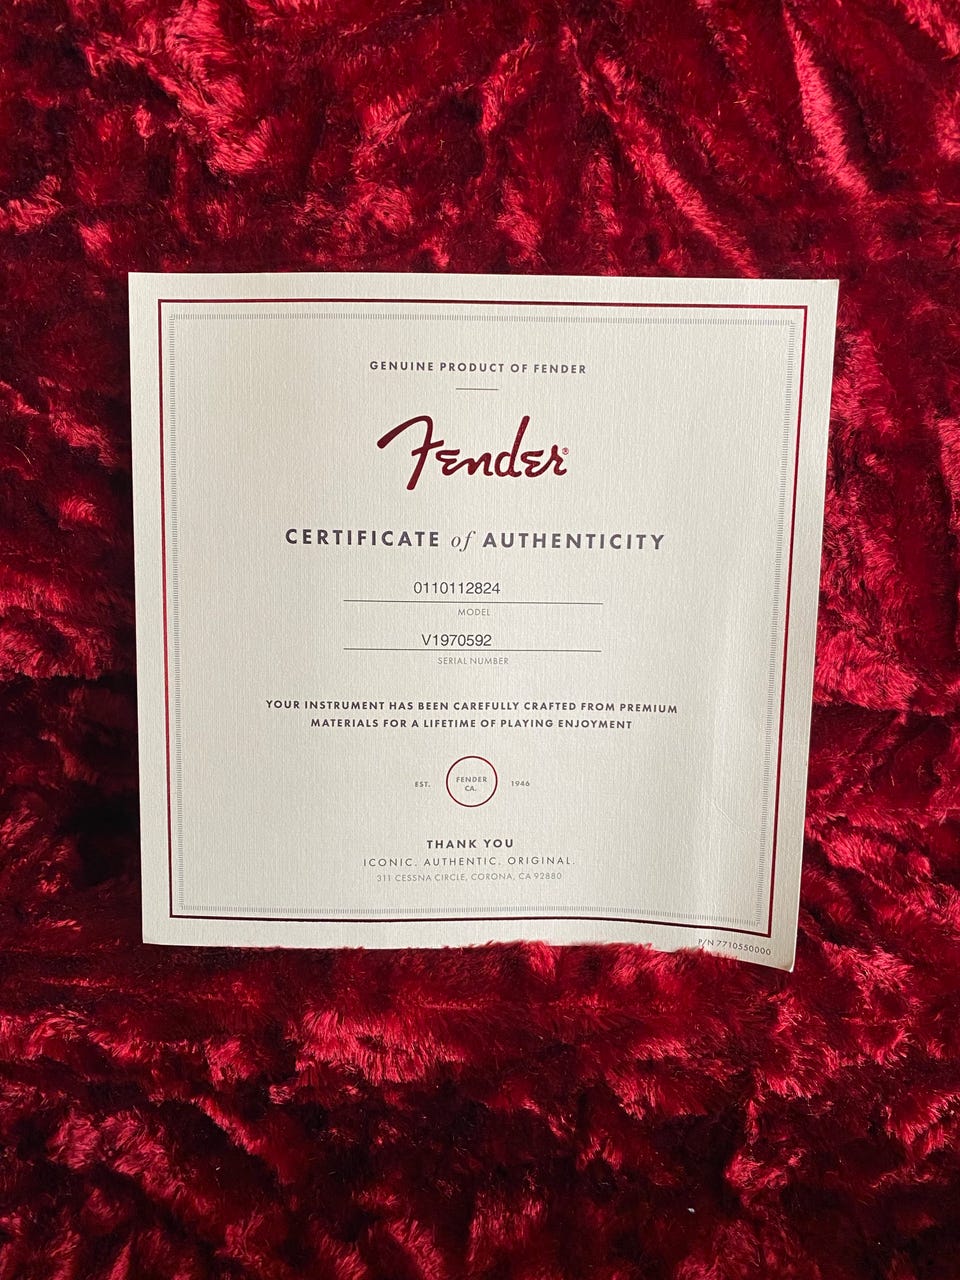 GENUINE PRODUCT OF FENDER
Fender®
CERTIFICATE of AUTHENTICITY
0110112824
MODEL
V1970592
SERIAL NUMBER
YOUR INSTRUMENT HAS BEEN CAREFULLY CRAFTED FROM PREMIUM
MATERIALS FOR A LIFETIME OF PLAYING ENJOYMENT
EST. FENDER CA. 1946
THANK YOU
ICONIC. AUTHENTIC. ORIGINAL.
311 CESSNA CIRCLE, CORONA, CA 92880
P/N 7710550000